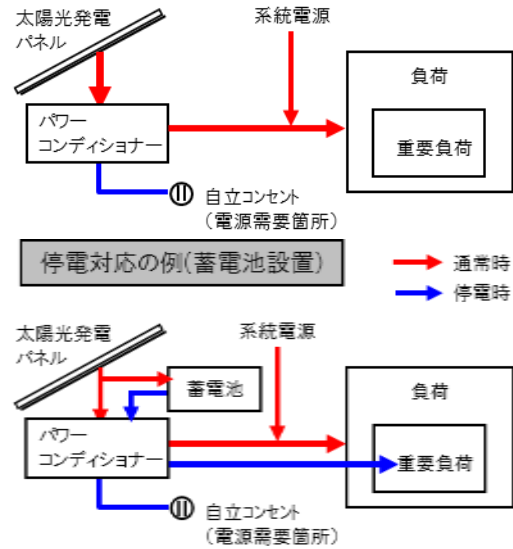 太陽光発電
パネル
系統電源
負荷
パワー
コンディショナー
重要負荷
自立コンセント
(電源需要箇所)
停電対応の例(蓄電池設置)
通常時
停電時
太陽光発電
パネル
系統電源
蓄電池
負荷
パワー
コンディショナー
重要負荷
自立コンセント
(電源需要箇所)